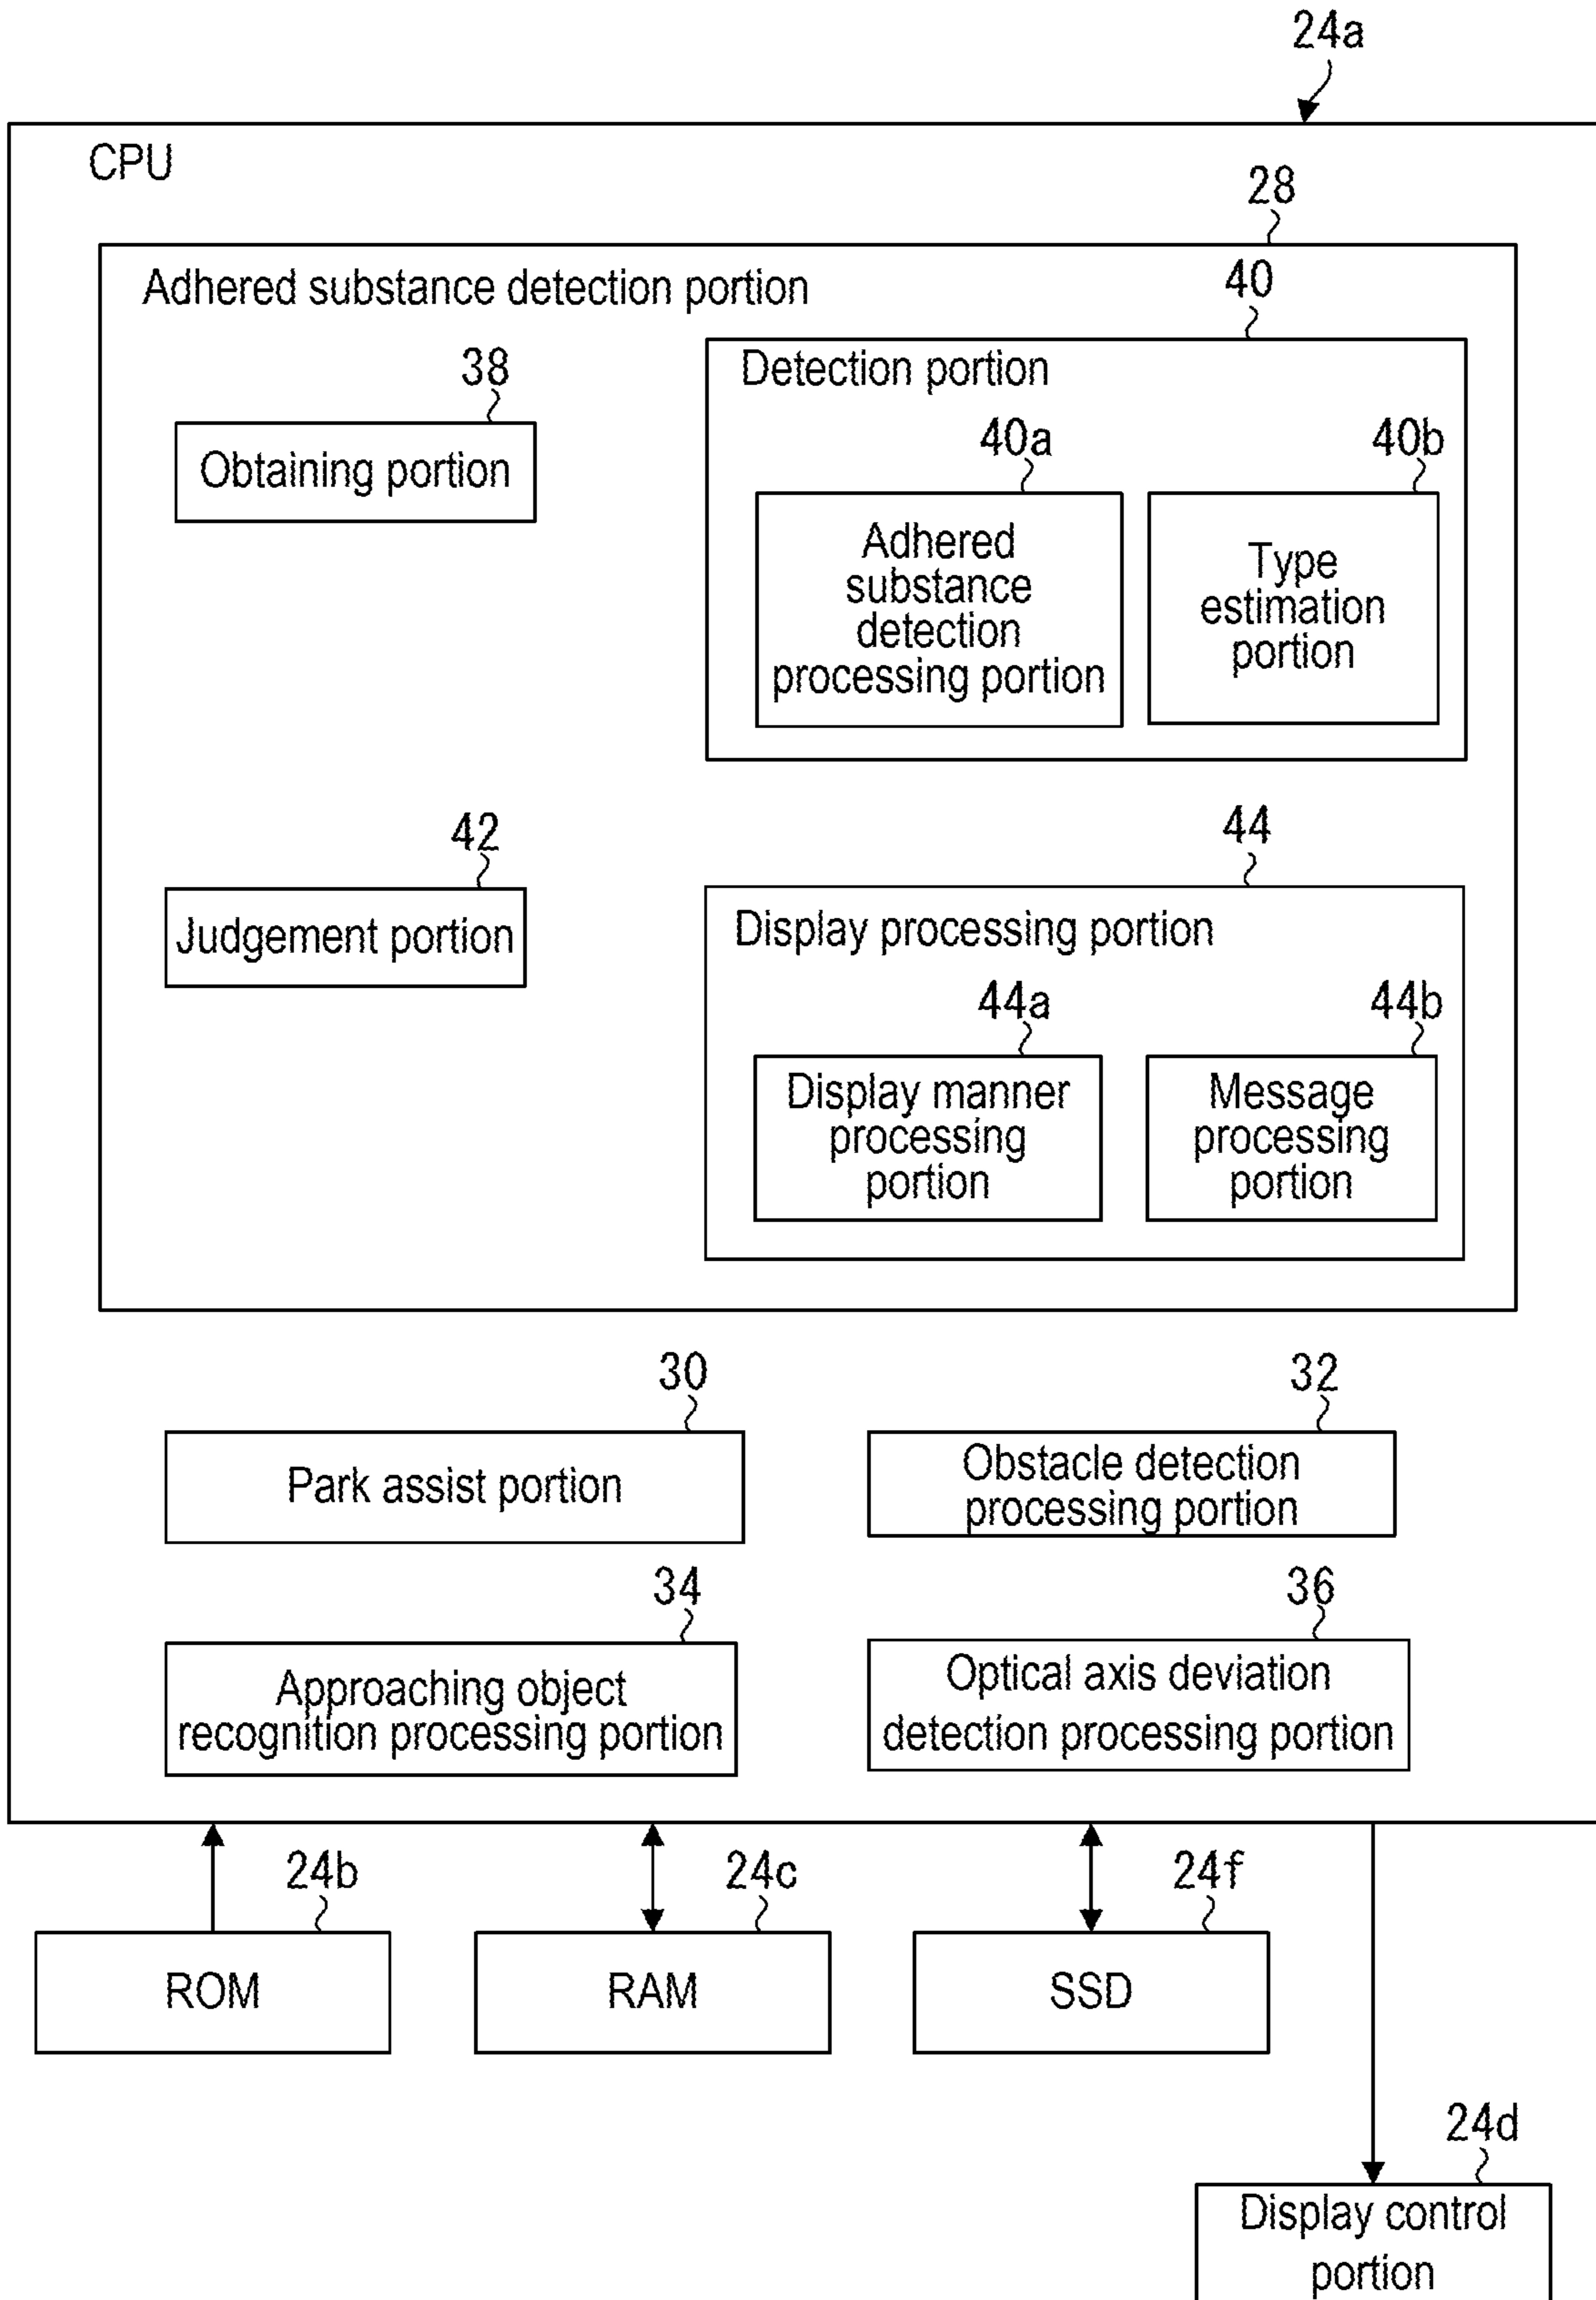 24a
CPU
28
Adhered substance detection portion
40
38
Detection portion
Obtaining portion
40a
40b
Adhered
substance
detection
processing portion
Type
estimation
portion
42
44
Judgement portion
Display processing portion
44a
44b
Display manner
processing
portion
Message
processing
portion
30
32
Park assist portion
Obstacle detection
processing portion
34
36
Approaching object
recognition processing portion
Optical axis deviation
detection processing portion
24b
24c
24f
ROM
RAM
SSD
24d
Display control
portion